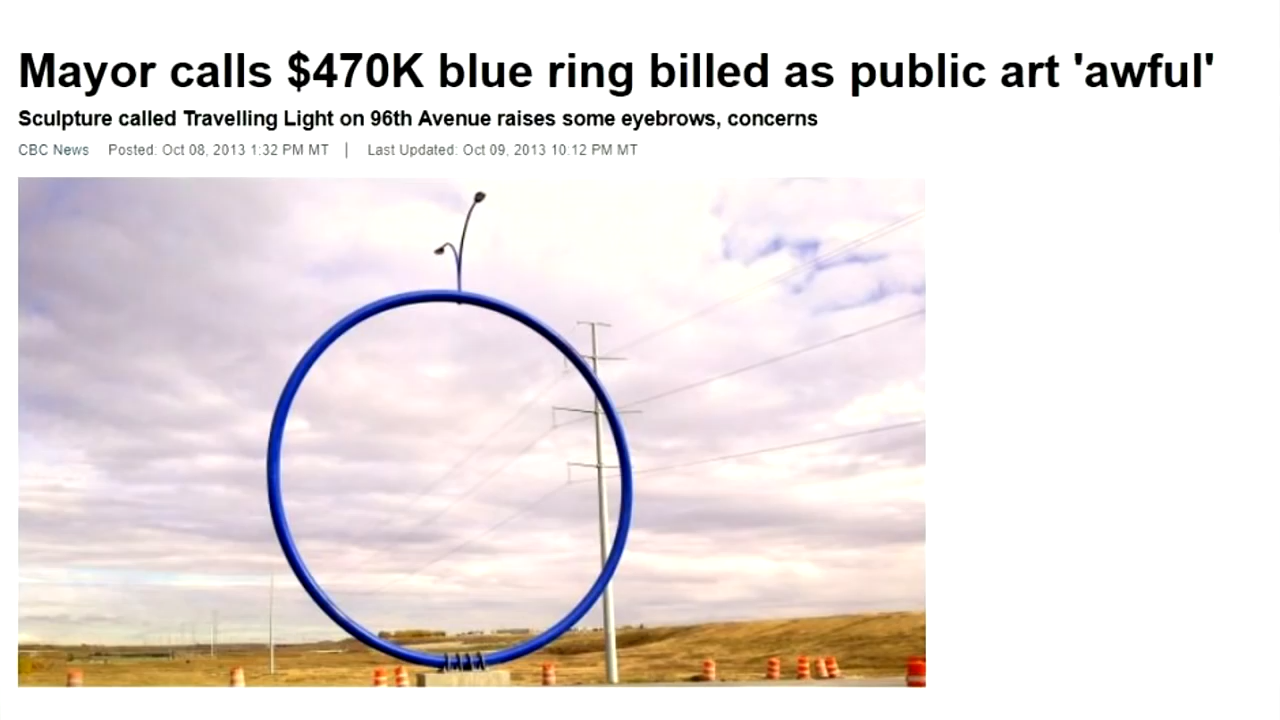 Mayor calls $470K blue ring billed as public art 'awful'
Sculpture called Travelling Light on 96th Avenue raises some eyebrows, concerns
CBC News Posted: Oct 08, 2013 1:32 PM MT | Last Updated: Oct 09, 2013 10:12 PM MT